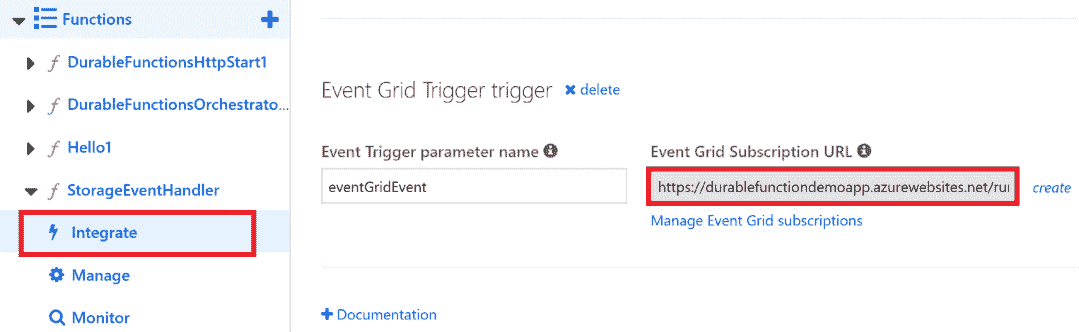 Functions
DurableFunctionsHttpStart1
DurableFunctionsOrchestrato...
Hello1
StorageEventHandler
Integrate
Manage
Monitor
Event Grid Trigger trigger ✖ delete
Event Trigger parameter name
eventGridEvent
Event Grid Subscription URL
https://durablefunctiondemoapp.azurewebsites.net/ru
create
Manage Event Grid subscriptions
Documentation